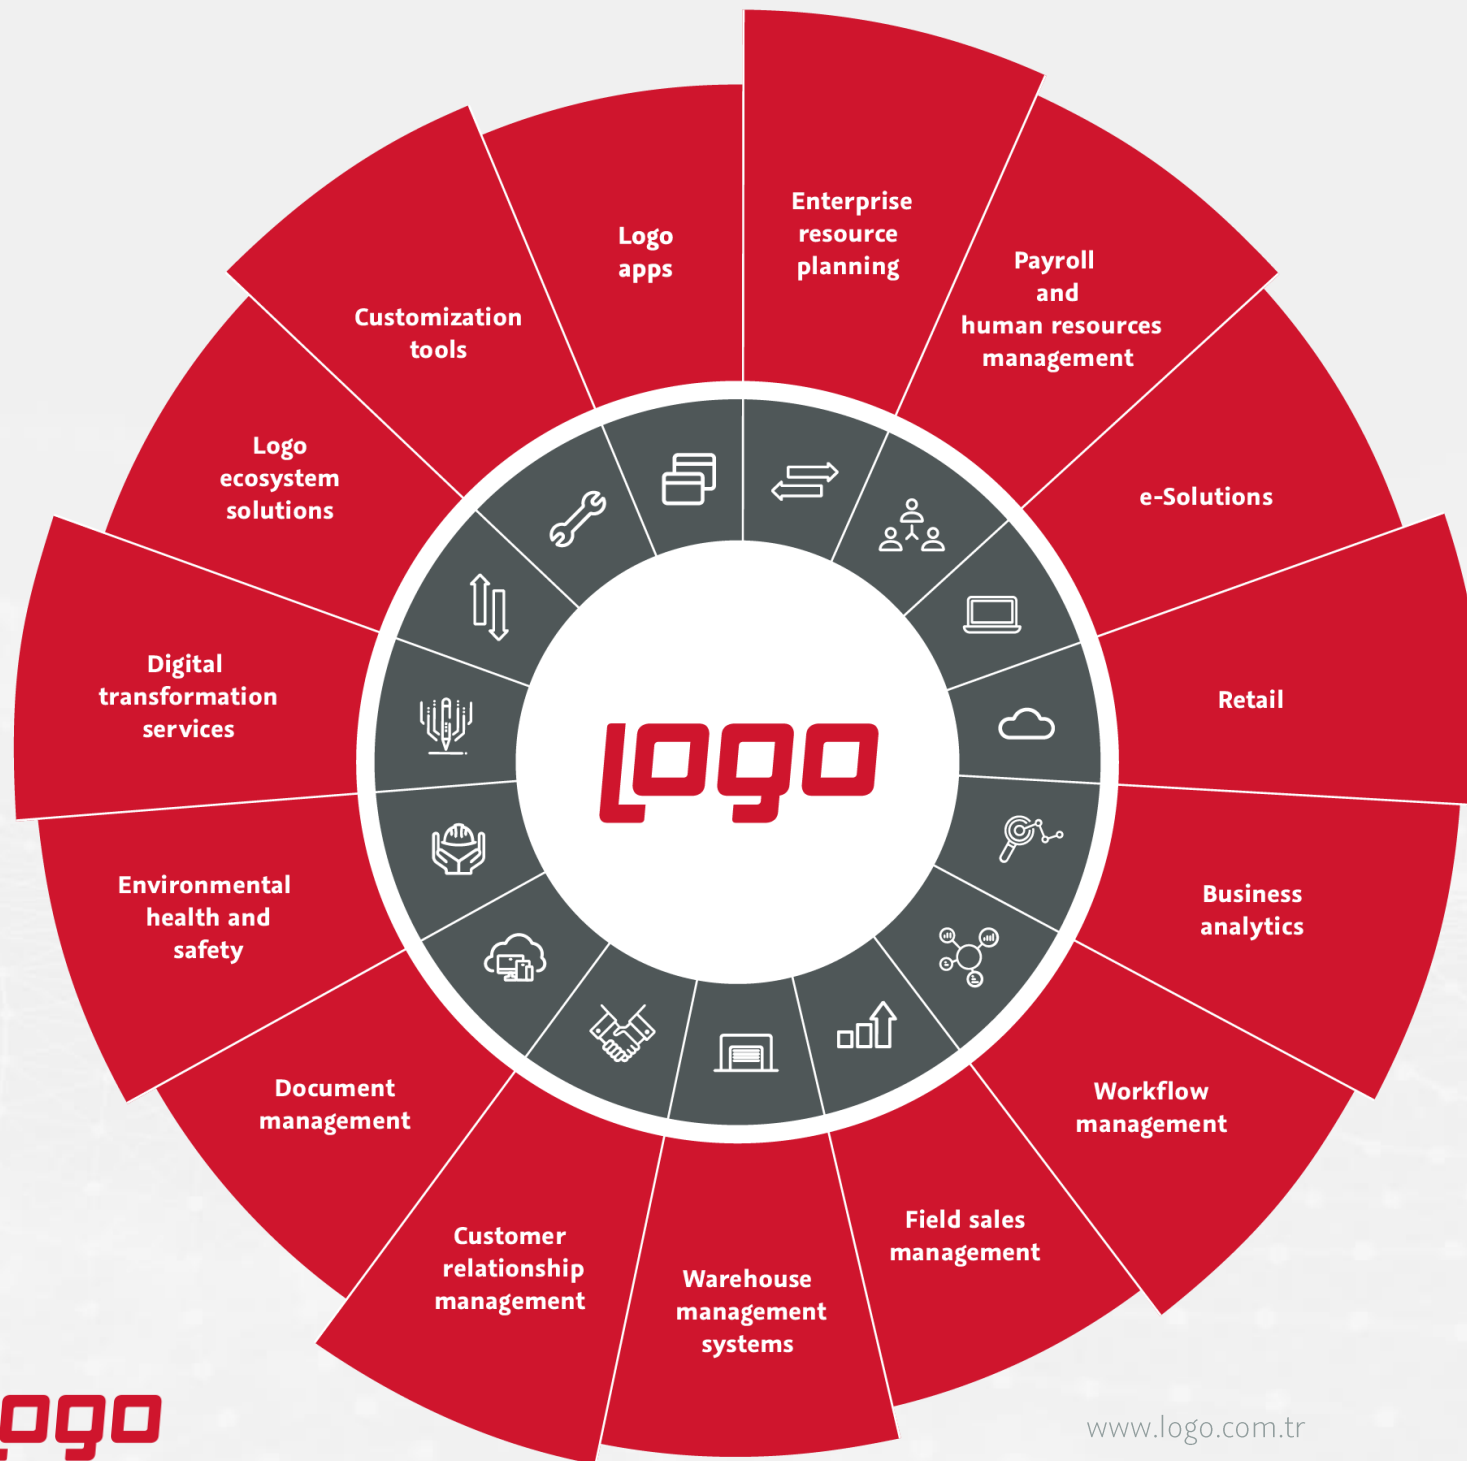 Enterprise
resource
planning
Payroll
and
human resources
management
e-Solutions
Retail
Business
analytics
Workflow
management
Field sales
management
Warehouse
management
systems
Customer
relationship
management
Document
management
Environmental
health and
safety
Digital
transformation
services
Logo
ecosystem
solutions
Customization
tools
Logo
apps
logo
logo
www.logo.com.tr